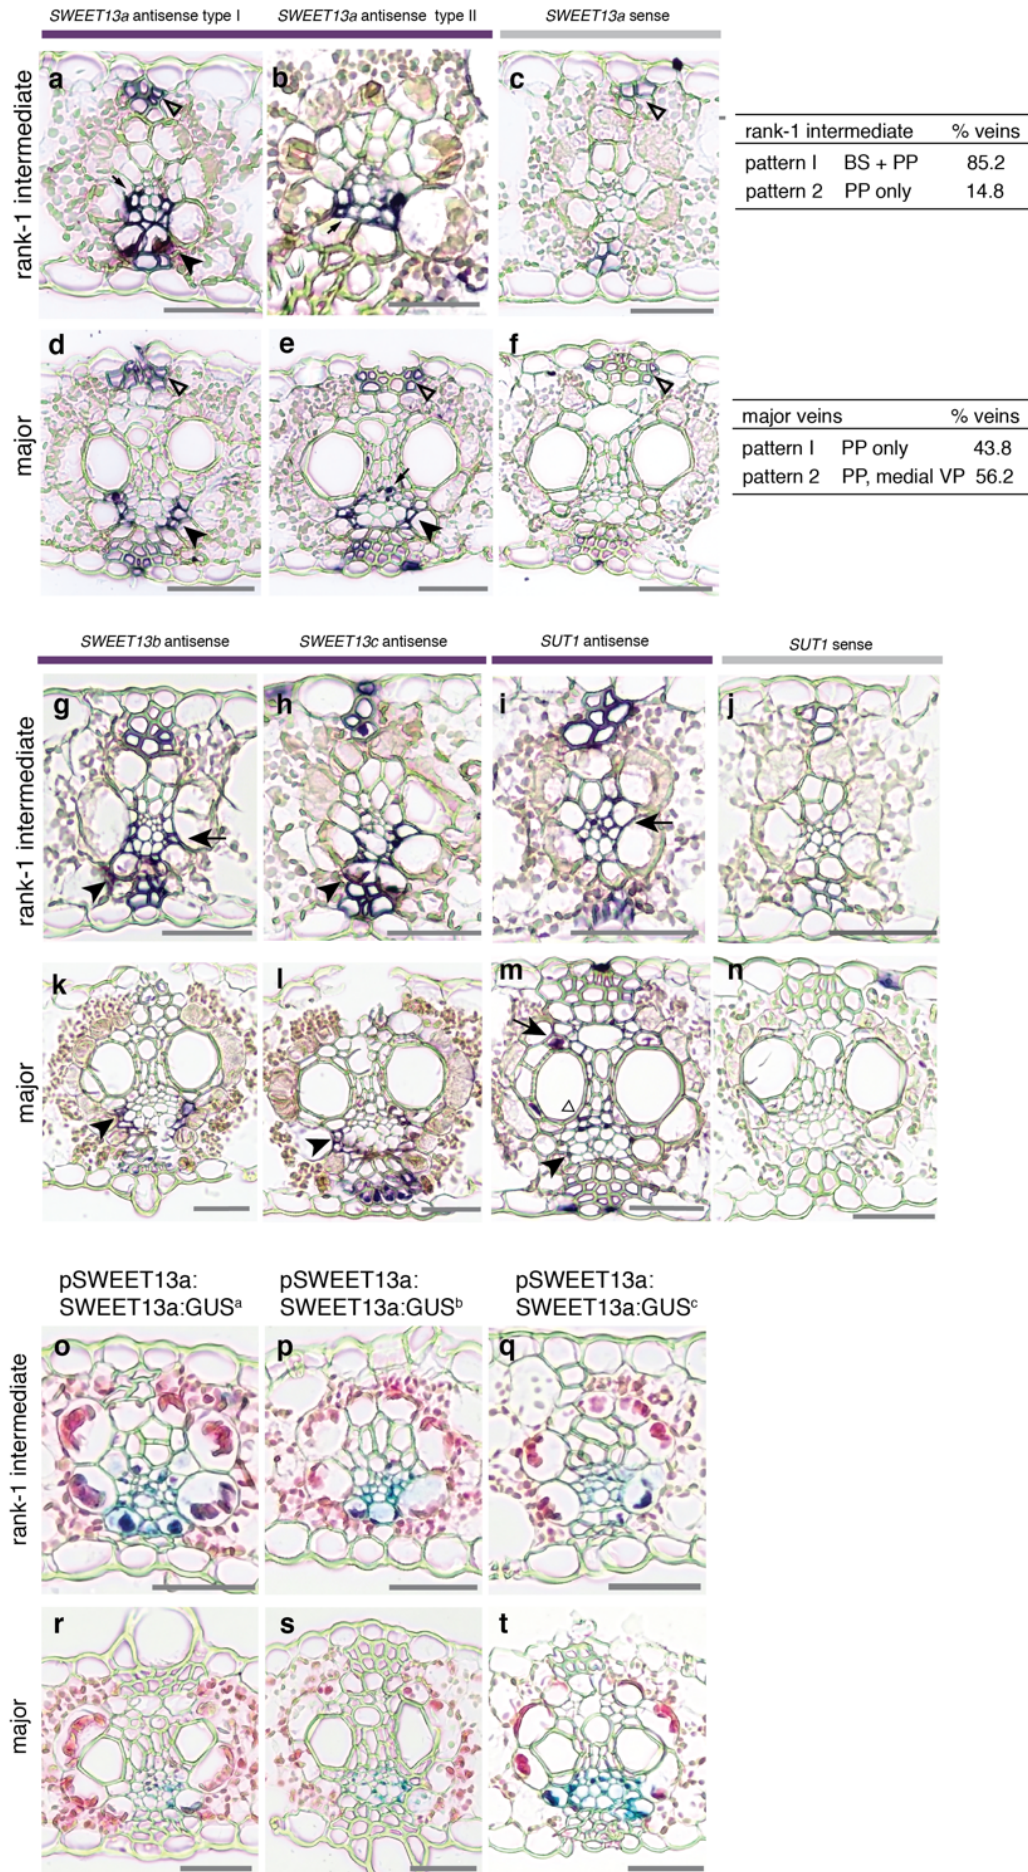 SWEET13a antisense type I
SWEET13a antisense type II
SWEET13a sense
rank-1 intermediate
a
b
c
rank-1 intermediate % veins
pattern I BS + PP 85.2
pattern 2 PP only 14.8
major
d
e
f
major veins % veins
pattern I PP only 43.8
pattern 2 PP, medial VP 56.2
SWEET13b antisense
SWEET13c antisense
SUT1 antisense
SUT1 sense
rank-1 intermediate
g
h
i
j
major
k
l
m
n
pSWEET13a:
SWEET13a:GUSᵃ
pSWEET13a:
SWEET13a:GUSᵇ
pSWEET13a:
SWEET13a:GUSᶜ
rank-1 intermediate
o
p
q
major
r
s
t